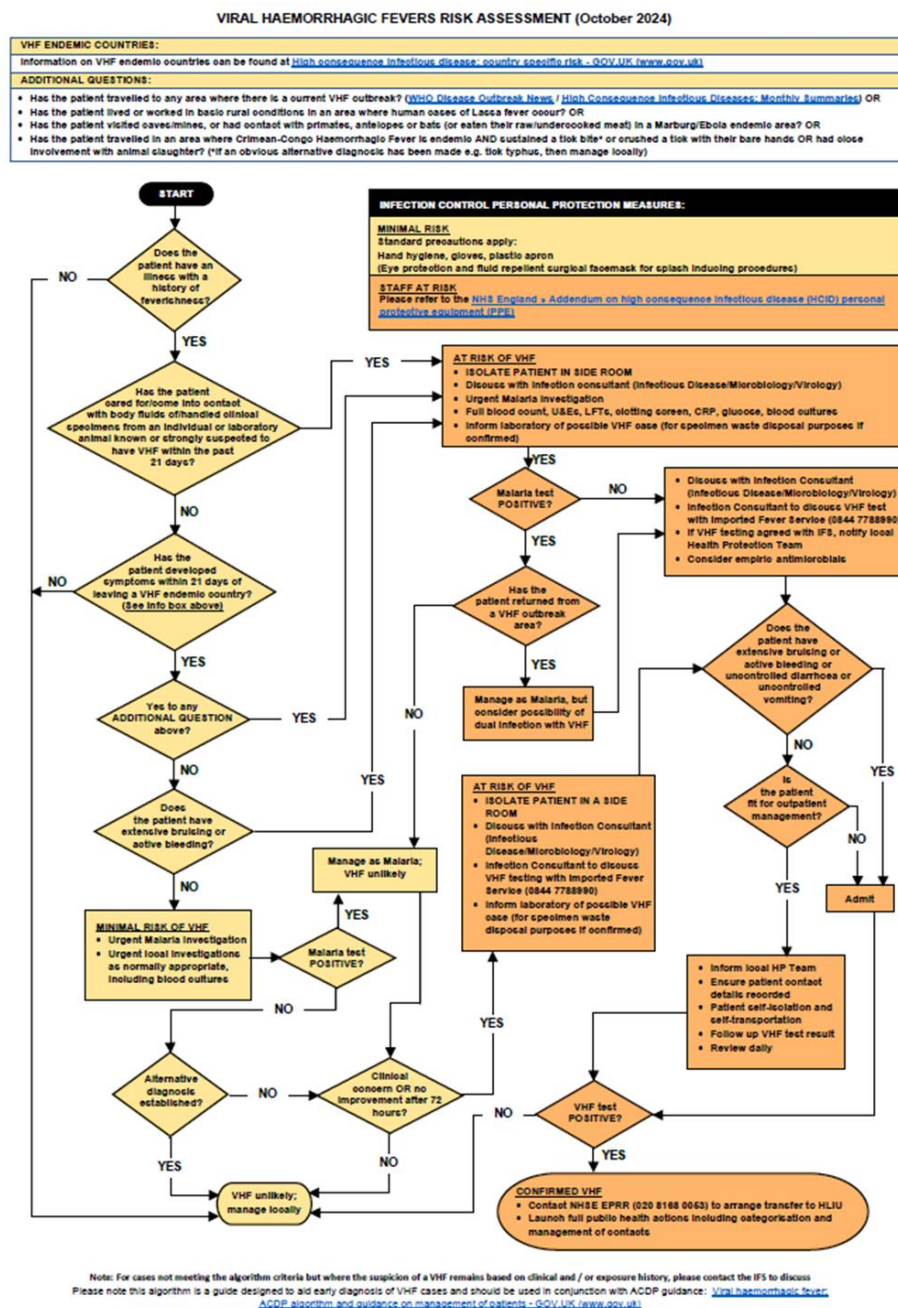 VIRAL HAEMORRHAGIC FEVERS RISK ASSESSMENT (October 2024)
VHF ENDEMIC COUNTRIES:
Information on VHF endemic countries can be found at High consequence infectious disease: country specific risk - GOV.UK (www.gov.uk)
ADDITIONAL QUESTIONS:
• Has the patient travelled to any area where there is a current VHF outbreak? (WHO Disease Outbreak News / High Consequence Infectious Diseases: Monthly Summaries) OR
• Has the patient lived or worked in basic rural conditions in an area where human cases of Lassa fever occur? OR
• Has the patient visited caves/mines, or had contact with primates, antelopes or bats (or eaten their raw/undercooked meat) in a Marburg/Ebola endemic area? OR
• Has the patient travelled in an area where Crimean-Congo Haemorrhagic Fever is endemic AND sustained a tick bite* or crushed a tick with their bare hands OR had close
involvement with animal slaughter? (*If an obvious alternative diagnosis has been made e.g. tick typhus, then manage locally)
START
INFECTION CONTROL PERSONAL PROTECTION MEASURES:
MINIMAL RISK
Standard precautions apply:
Hand hygiene, gloves, plastic apron
(Eye protection and fluid repellent surgical facemask for splash inducing procedures)
STAFF AT RISK
Please refer to the NHS England » Addendum on high consequence infectious disease (HCID) personal
protective equipment (PPE)
Does the
patient have an
illness with a
history of
feverishness?
NO
YES
Has the patient
cared for/come into contact
with body fluids of/handled clinical
specimens from an individual or laboratory
animal known or strongly suspected to
have VHF within the past
21 days?
YES
NO
AT RISK OF VHF
• ISOLATE PATIENT IN SIDE ROOM
• Discuss with infection consultant (Infectious Disease/Microbiology/Virology)
• Urgent Malaria investigation
• Full blood count, U&Es, LFTs, clotting screen, CRP, glucose, blood cultures
• Inform laboratory of possible VHF case (for specimen waste disposal purposes if
confirmed)
YES
Malaria test
POSITIVE?
NO
YES
• Discuss with Infection Consultant
(Infectious Disease/Microbiology/Virology)
• Infection Consultant to discuss VHF test
with Imported Fever Service (0844 7788990)
• If VHF testing agreed with IFS, notify local
Health Protection Team
• Consider empiric antimicrobials
Has the
patient developed
symptoms within 21 days of
leaving a VHF endemic country?
(See info box above)
NO
YES
Has the
patient returned from
a VHF outbreak
area?
YES
NO
Manage as Malaria, but
consider possibility of
dual infection with VHF
Does the
patient have
extensive bruising or
active bleeding or
uncontrolled diarrhoea or
uncontrolled
vomiting?
NO
YES
Yes to any
ADDITIONAL QUESTION
above?
YES
NO
Is
the patient
fit for outpatient
management?
NO
YES
Admit
Does
the patient have
extensive bruising or
active bleeding?
YES
NO
AT RISK OF VHF
• ISOLATE PATIENT IN A SIDE
ROOM
• Discuss with Infection Consultant
(Infectious
Disease/Microbiology/Virology)
• Infection Consultant to discuss
VHF testing with Imported Fever
Service (0844 7788990)
• Inform laboratory of possible VHF
case (for specimen waste
disposal purposes if confirmed)
Manage as Malaria;
VHF unlikely
YES
MINIMAL RISK OF VHF
• Urgent Malaria investigation
• Urgent local investigations
as normally appropriate,
including blood cultures
Malaria test
POSITIVE?
NO
YES
• Inform local HP Team
• Ensure patient contact
details recorded
• Patient self-isolation and
self-transportation
• Follow up VHF test result
• Review daily
Alternative
diagnosis
established?
NO
YES
Clinical
concern OR no
improvement after 72
hours?
NO
VHF test
POSITIVE?
NO
YES
VHF unlikely;
manage locally
CONFIRMED VHF
• Contact NHSE EPRR (020 8168 0053) to arrange transfer to HLIU
• Launch full public health actions including categorisation and
management of contacts
Note: For cases not meeting the algorithm criteria but where the suspicion of a VHF remains based on clinical and / or exposure history, please contact the IFS to discuss
Please note this algorithm is a guide designed to aid early diagnosis of VHF cases and should be used in conjunction with ACDP guidance: Viral haemorrhagic fever:
ACDP algorithm and guidance on management of patients - GOV.UK (www.gov.uk)